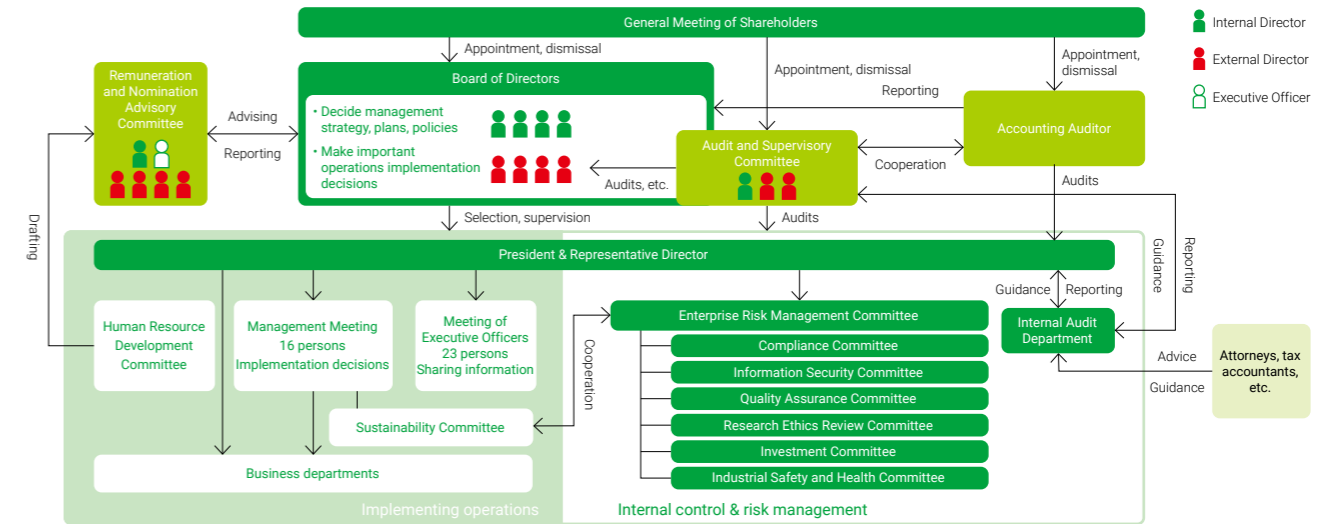 General Meeting of Shareholders
Internal Director
External Director
Executive Officer
Appointment, dismissal
Appointment, dismissal
Appointment,
dismissal
Remuneration
and Nomination
Advisory
Committee
Advising
Reporting
Board of Directors
• Decide management
strategy, plans, policies
• Make important
operations implementation
decisions
Reporting
Accounting Auditor
Audit and Supervisory
Committee
Cooperation
Audits, etc.
Audits
Selection, supervision
Audits
Drafting
Guidance
Reporting
President & Representative Director
Human Resource
Development
Committee
Management Meeting
16 persons
Implementation decisions
Meeting of
Executive Officers
23 persons
Sharing information
Cooperation
Sustainability Committee
Business departments
Implementing operations
Enterprise Risk Management Committee
Compliance Committee
Information Security Committee
Quality Assurance Committee
Research Ethics Review Committee
Investment Committee
Industrial Safety and Health Committee
Internal control & risk management
Guidance
Reporting
Internal Audit
Department
Advice
Guidance
Attorneys, tax
accountants,
etc.